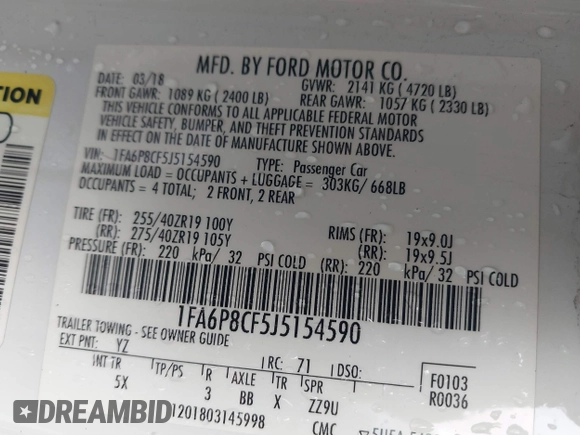 MFD. BY FORD MOTOR CO.
DATE: 03/18 GVWR: 2141 KG ( 4720 LB)
FRONT GAWR: 1089 KG ( 2400 LB) REAR GAWR: 1057 KG ( 2330 LB)
THIS VEHICLE CONFORMS TO ALL APPLICABLE FEDERAL MOTOR
VEHICLE SAFETY, BUMPER, AND THEFT PREVENTION STANDARDS
IN EFFECT ON THE DATE OF MANUFACTURE SHOWN ABOVE.
VIN: 1FA6P8CF5J5154590 TYPE: Passenger Car
MAXIMUM LOAD = OCCUPANTS + LUGGAGE = 303KG/ 668LB
OCCUPANTS = 4 TOTAL; 2 FRONT, 2 REAR
TIRE (FR): 255/40ZR19 100Y RIMS (FR): 19x9.0J
(RR): 275/40ZR19 105Y (RR): 19x9.5J
PRESSURE (FR): 220 kPa/ 32 PSI COLD (RR): 220 kPa/ 32 PSI COLD
1FA6P8CF5J5154590
TRAILER TOWING - SEE OWNER GUIDE
EXT PNT: YZ RC: 71 DSO: F0103
R0036
INT TR TP/PS R AXLE TR SPR
5X 3 BB X ZZ9U
1201803145998 CMC
RIDESAFELY
.COM